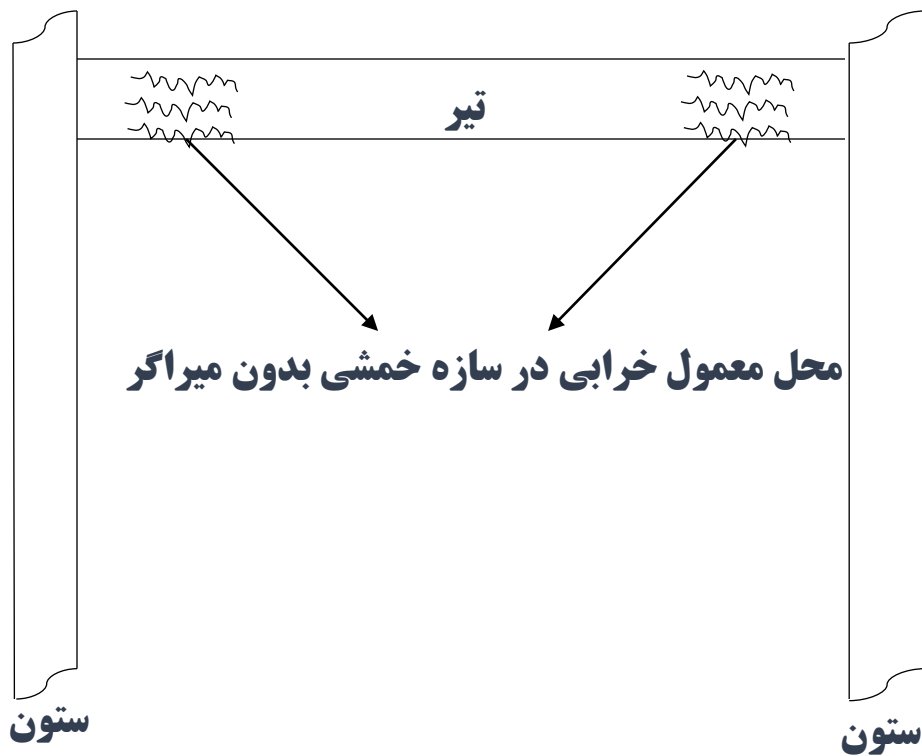 تیر
محل معمول خرابی در سازه خمشی بدون میراگر
ستون
ستون